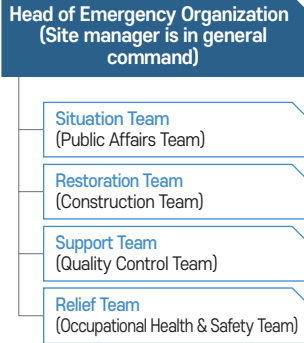 Head of Emergency Organization
(Site manager is in general
command)
Situation Team
(Public Affairs Team)
Restoration Team
(Construction Team)
Support Team
(Quality Control Team)
Relief Team
(Occupational Health & Safety Team)